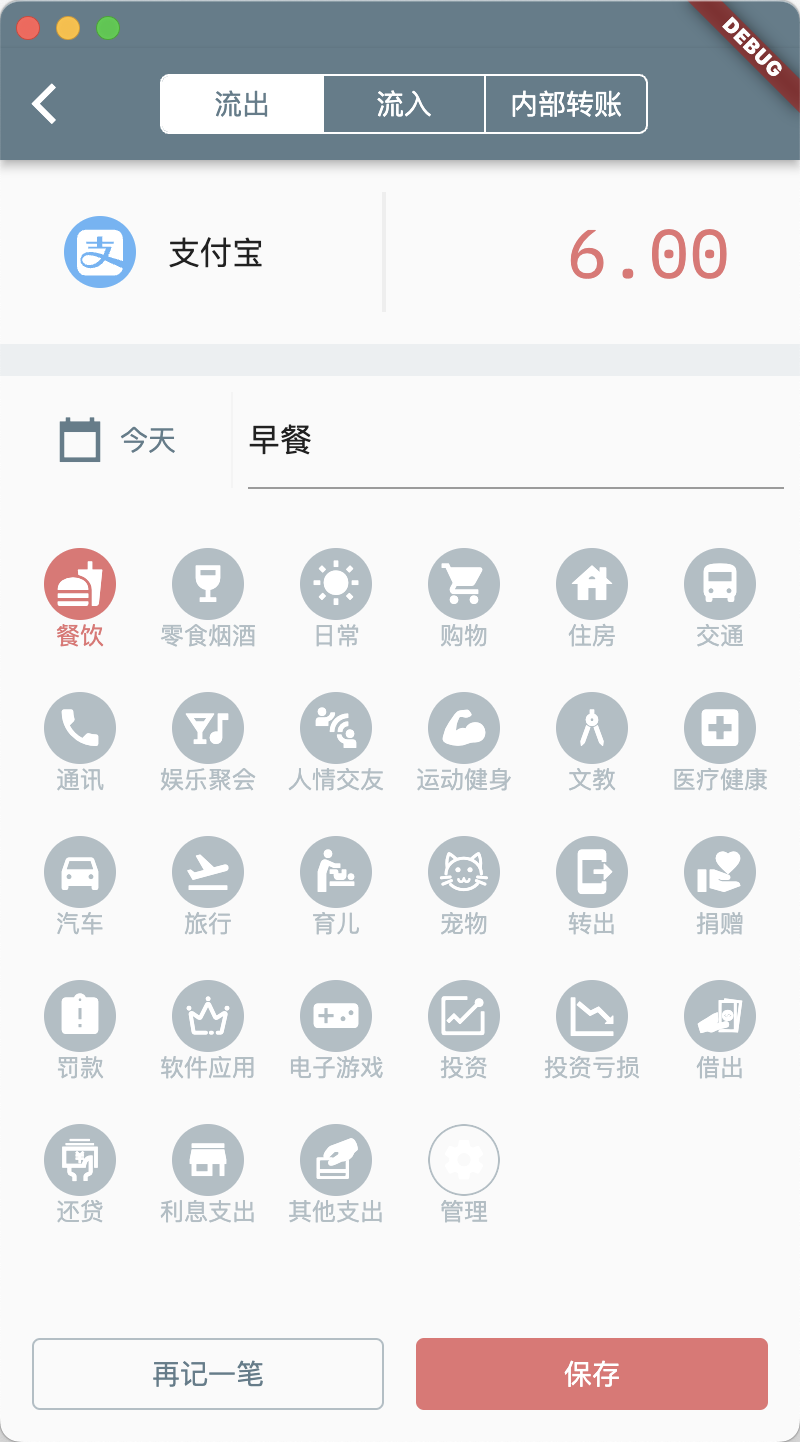 DEBUG
流出 流入 内部转账
支付宝 6.00
今天 早餐
餐饮 零食烟酒 日常 购物 住房 交通
通讯 娱乐聚会 人情交友 运动健身 文教 医疗健康
汽车 旅行 育儿 宠物 转出 捐赠
罚款 软件应用 电子游戏 投资 投资亏损 借出
还贷 利息支出 其他支出 管理
再记一笔 保存